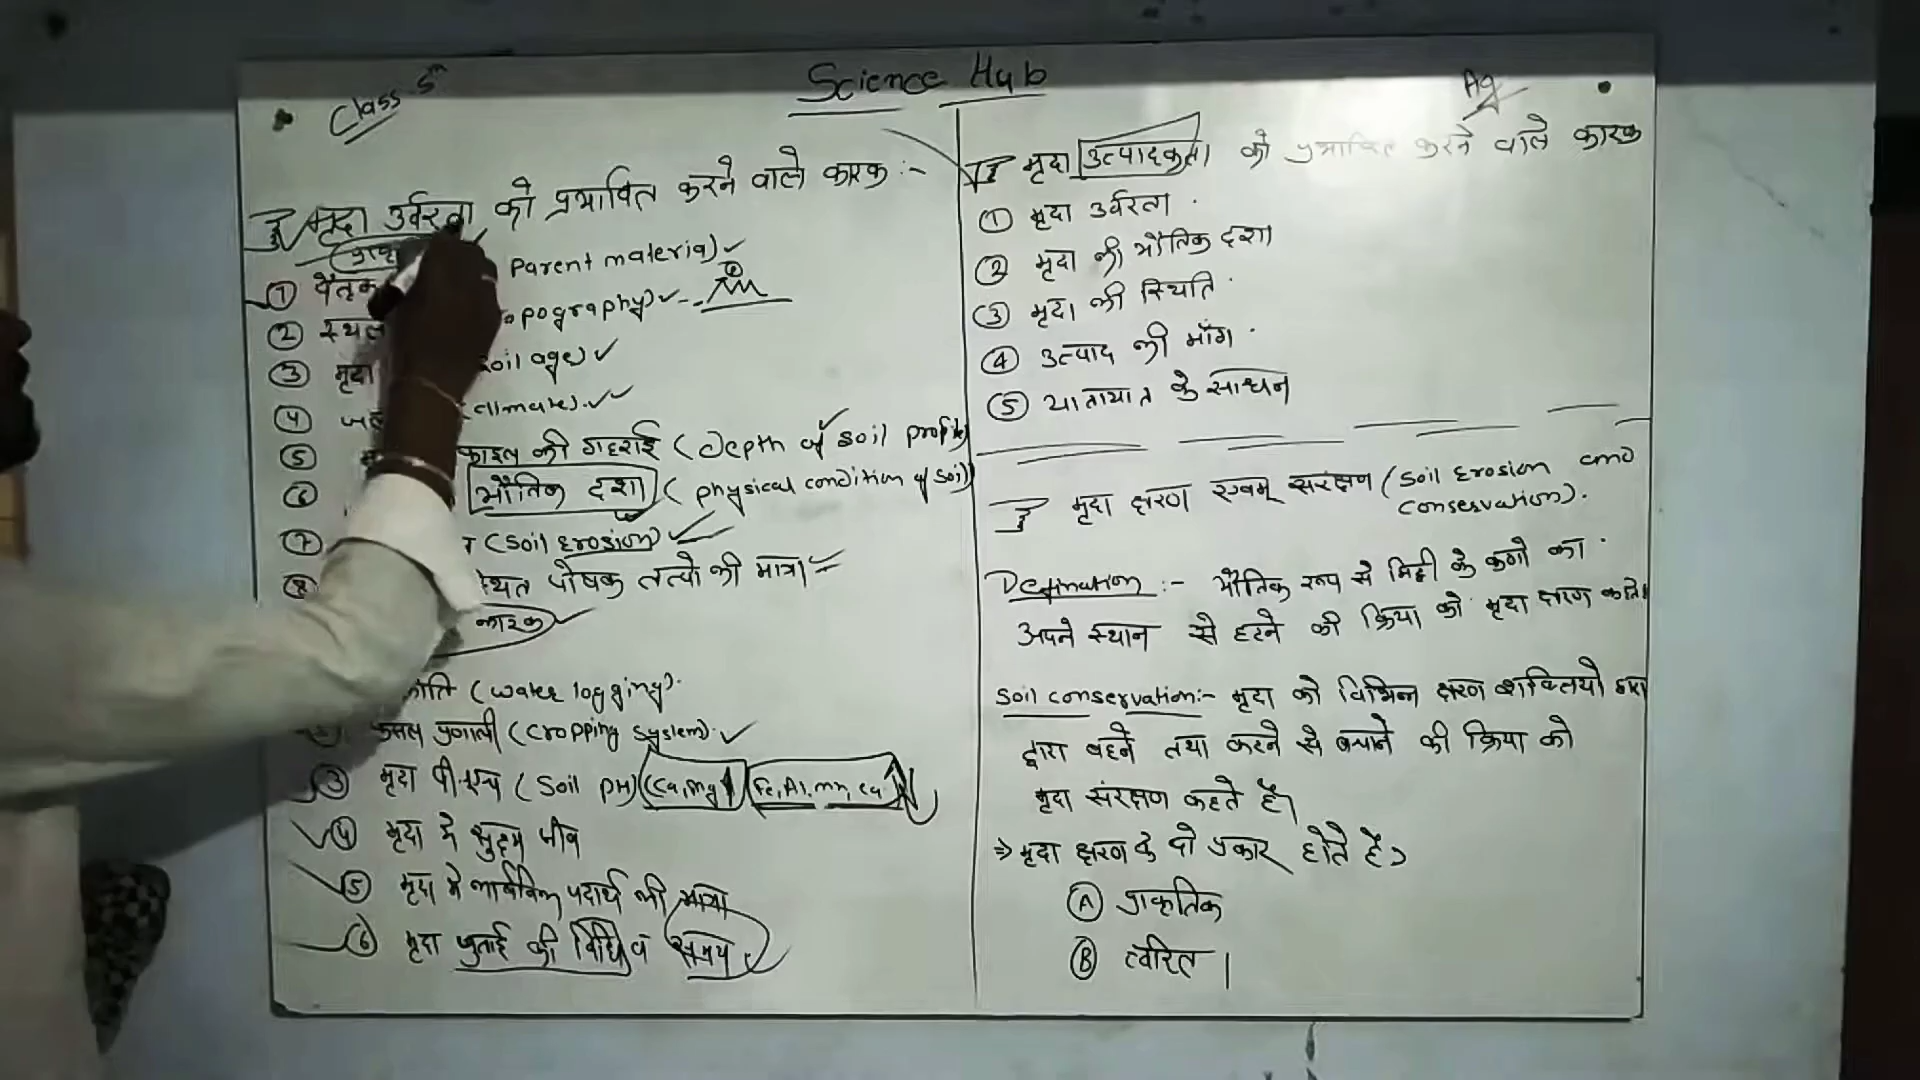 Science Hub
Class-5th
Ag
मृदा उर्वरता को प्रभावित करने वाले कारक :-
① पैतृक Parent material) ✓
② स्थल opography) ✓
③ मृदा soil age) ✓
④ जल climate) ✓✓
⑤ फाइल की गहराई (Depth of soil profile)
⑥ भौतिक दशा (physical condition of soil)
⑦ (Soil Erosion) ✓
⑧ स्थित पोषक तत्वो की मात्रा
कारक ✓
क्रांति (water logging).
फसल प्रणाली (Cropping System). ✓
③ मृदा पी.एच (Soil pH) (Ca, Mg) Fe, Al, Mn, Cu
④ मृदा मे सुक्ष्म जीव
⑤ मृदा मे कार्बनिक पदार्थ की मात्रा
⑥ मृदा जुताई की विधि व समय
मृदा उत्पादकता को प्रभावित करने वाले कारक
① मृदा उर्वरता .
② मृदा की भौतिक दशा
③ मृदा की स्थिति .
④ उत्पाद की माँग .
⑤ यातायात के साधन
मृदा क्षरण एवम् संरक्षण (Soil Erosion and
Conservation).
Defination :- भौतिक रूप से मिट्टी के कणो का
अपने स्थान से हटने की क्रिया को मृदा क्षरण कहते।
Soil conservation:- मृदा को विभिन्न क्षरण शक्तियो
द्वारा बहने तथा कटने से बचाने की क्रिया को
मृदा संरक्षण कहते है।
⇒ मृदा क्षरण के दो प्रकार होते है>
Ⓐ प्राकृतिक
Ⓑ त्वरित।